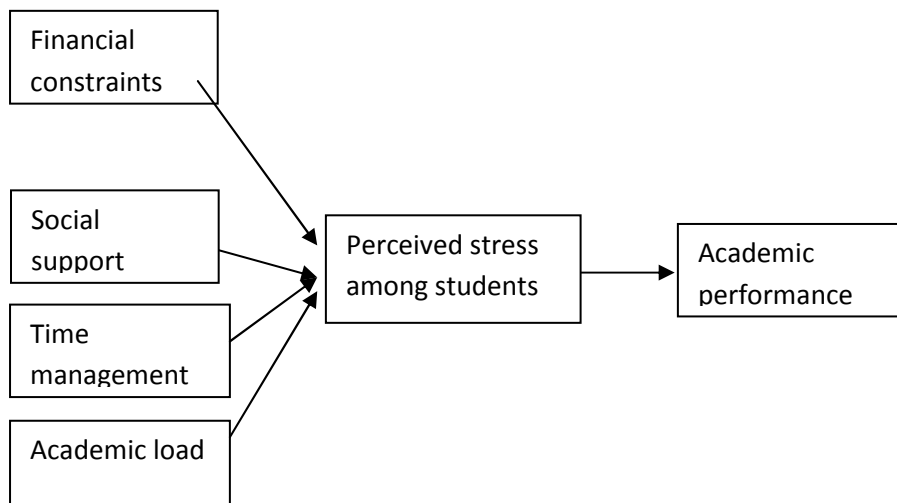 Financial
constraints
Social
support
Time
management
Academic load
Perceived stress
among students
Academic
performance